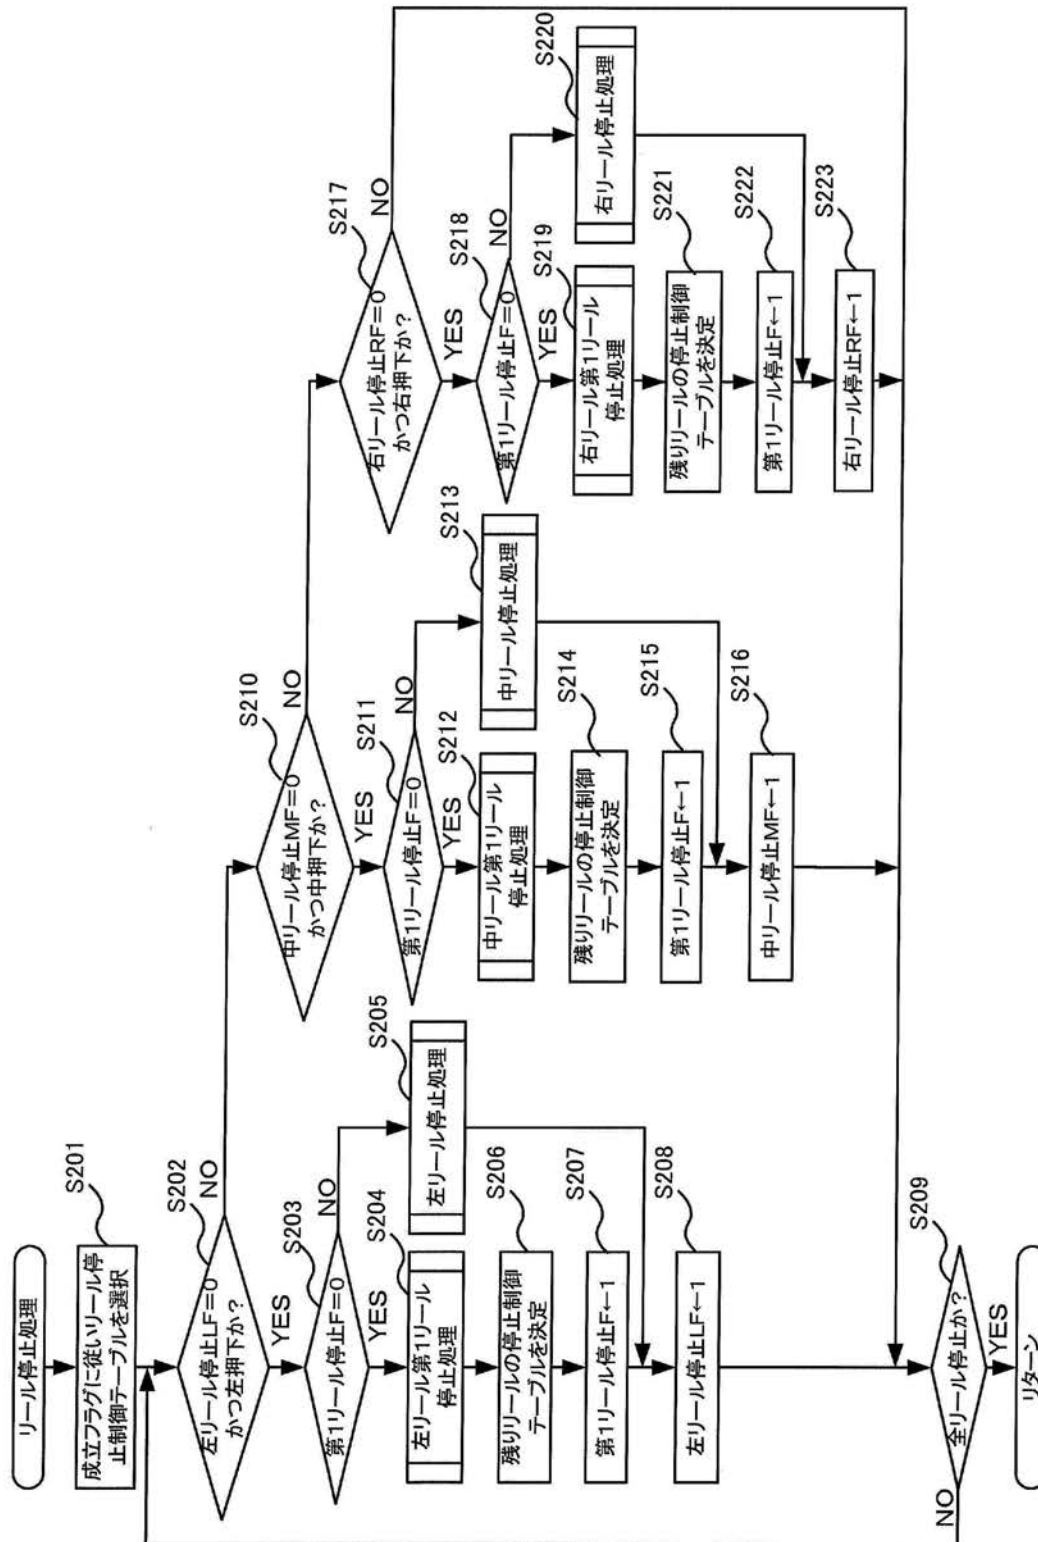 リール停止処理
S201
成立フラグに従いリール停
止制御テーブルを選択
S202
左リール停止LF=0
かつ左押下か?
NO
YES
S203
第1リール停止F=0
NO
YES
S204
左リール第1リール
停止処理
S205
左リール停止処理
S206
残りリールの停止制御
テーブルを決定
S207
第1リール停止F←1
S208
左リール停止LF←1
S209
全リール停止か?
NO
YES
リターン
S210
中リール停止MF=0
かつ中押下か?
NO
YES
S211
第1リール停止F=0
NO
YES
S212
中リール第1リール
停止処理
S213
中リール停止処理
S214
残りリールの停止制御
テーブルを決定
S215
第1リール停止F←1
S216
中リール停止MF←1
S217
右リール停止RF=0
かつ右押下か?
NO
YES
S218
第1リール停止F=0
NO
YES
S219
右リール第1リール
停止処理
S220
右リール停止処理
S221
残りリールの停止制御
テーブルを決定
S222
第1リール停止F←1
S223
右リール停止RF←1